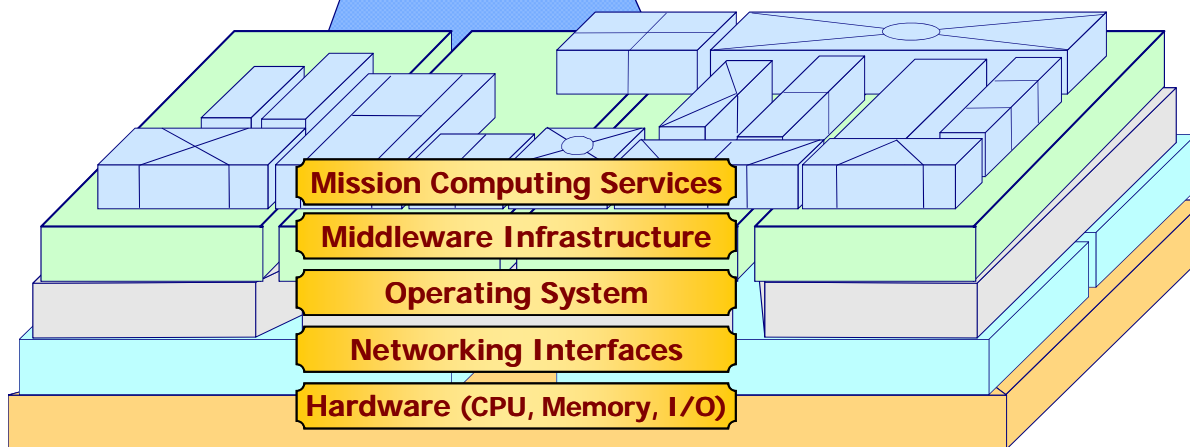 Mission Computing Services
Middleware Infrastructure
Operating System
Networking Interfaces
Hardware (CPU, Memory, I/O)